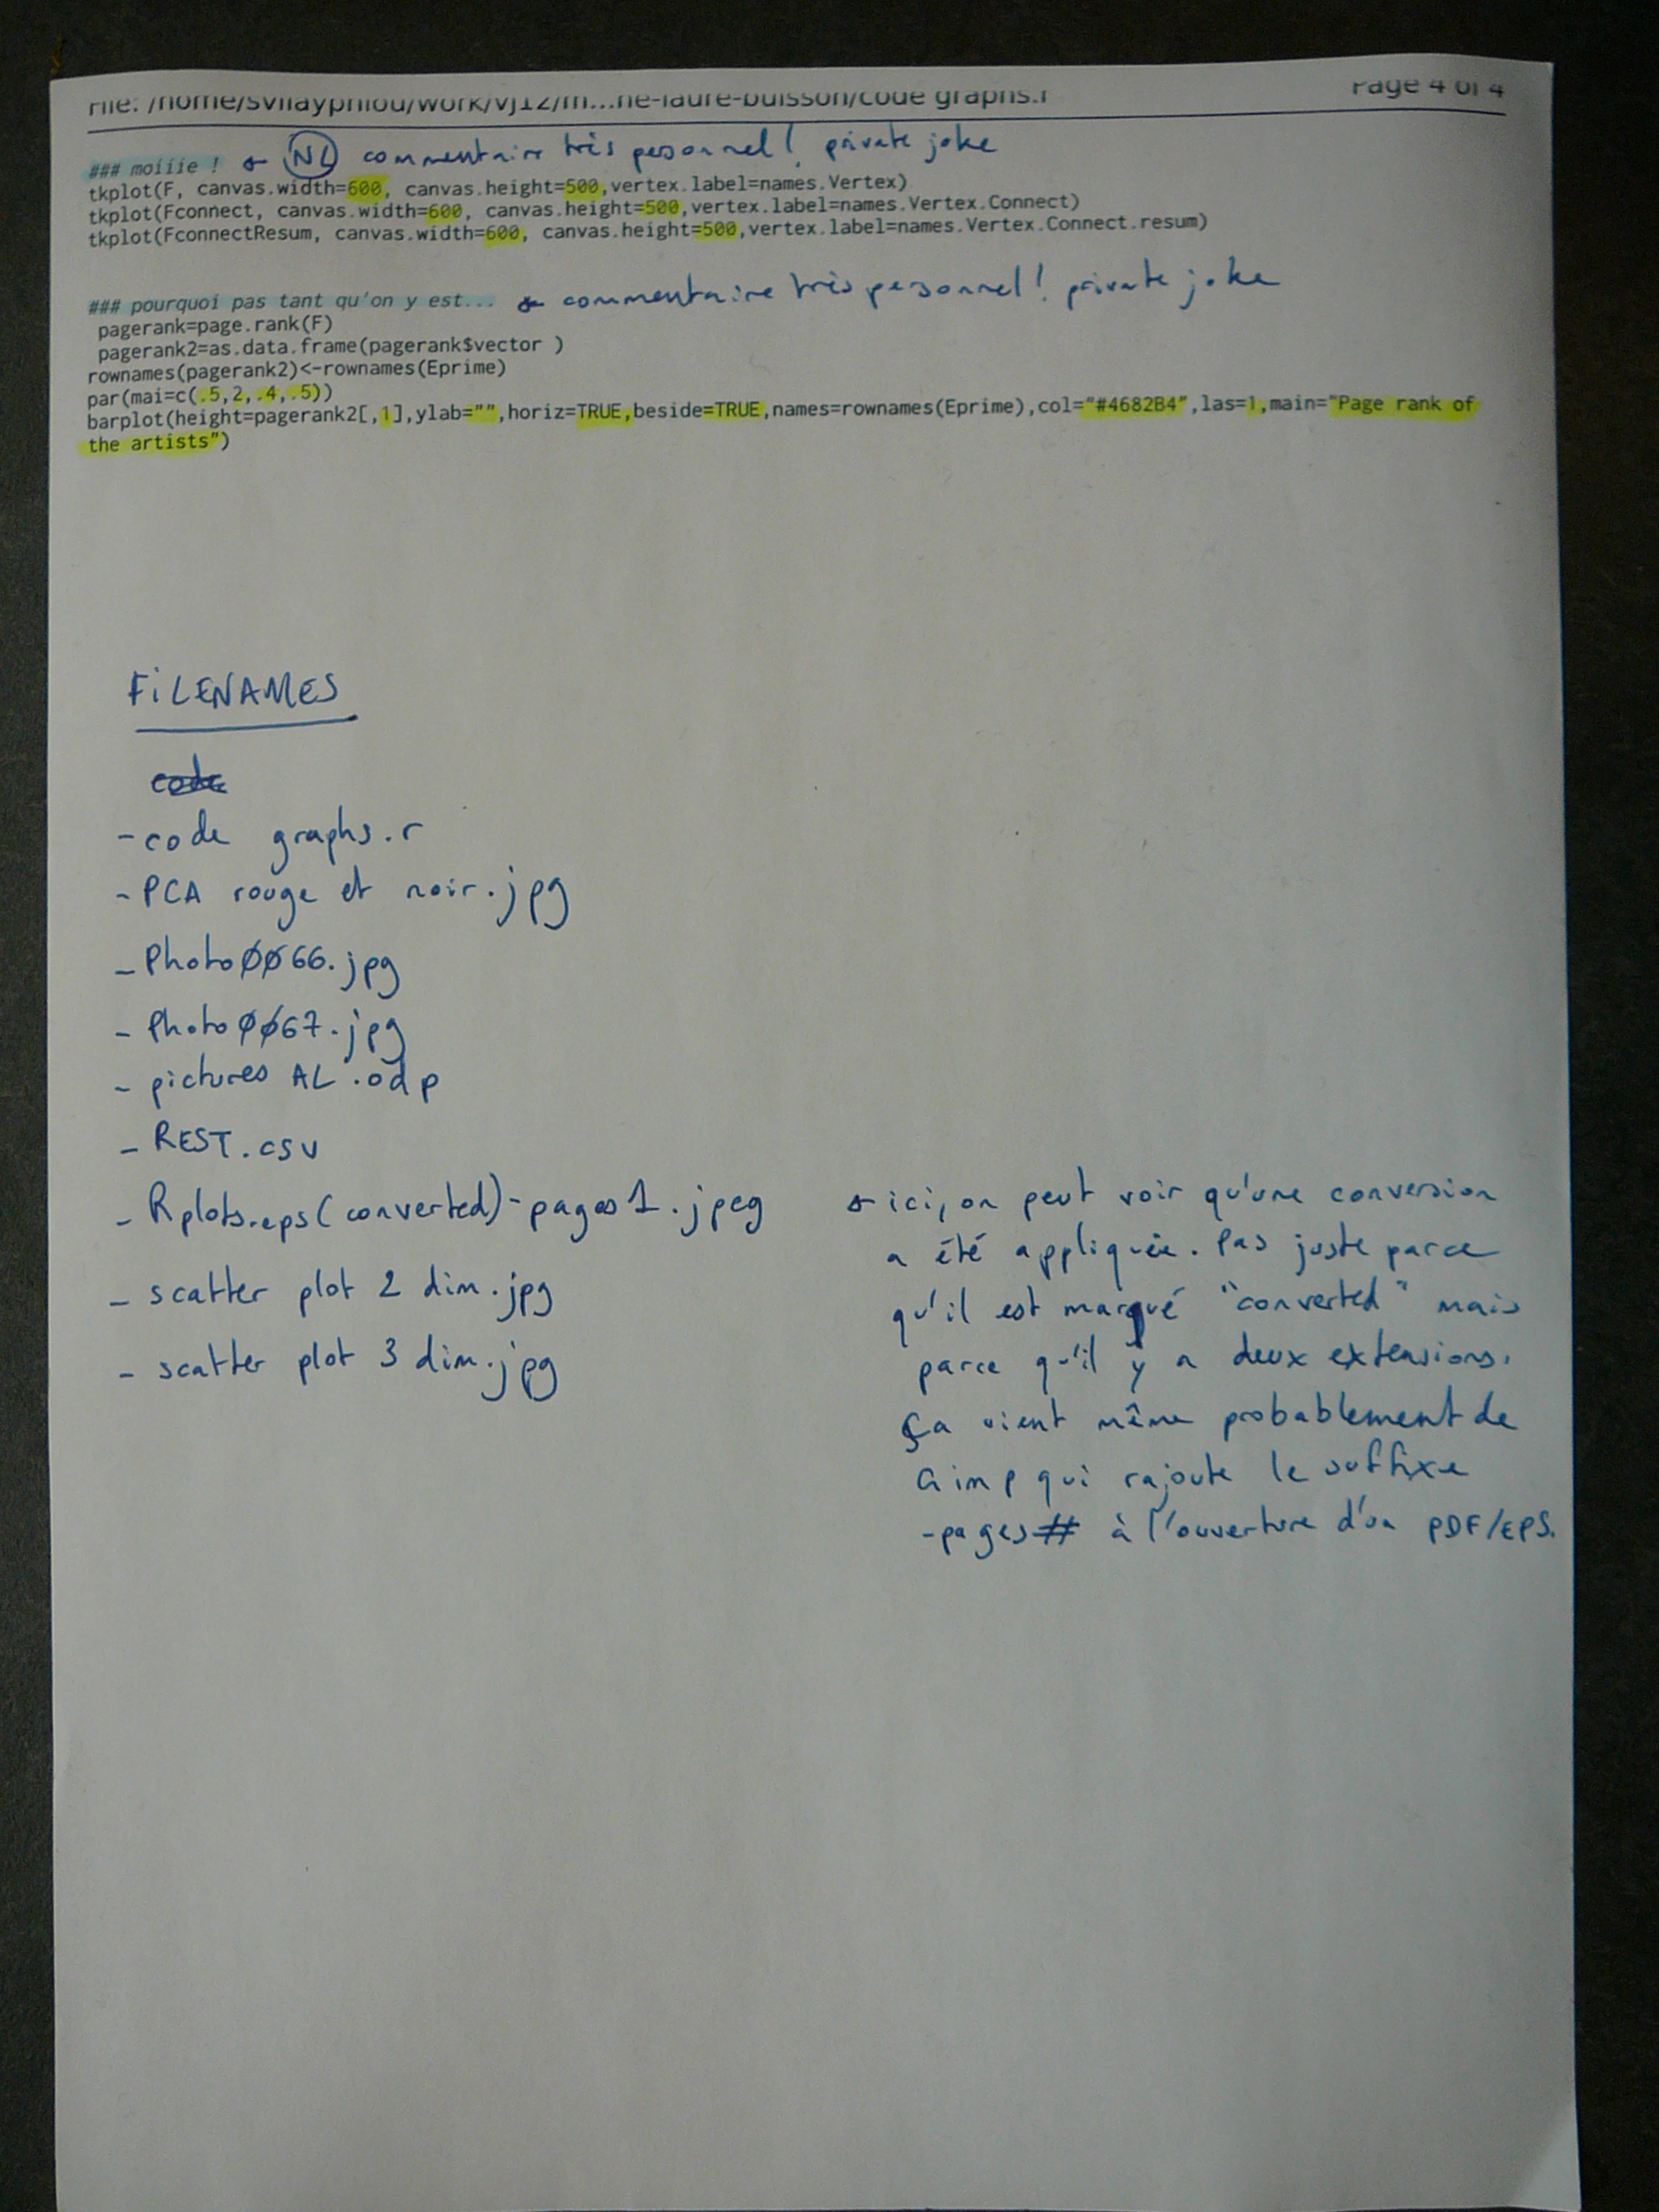 File: /home/svilayphiou/work/vj12/m...ne-laure-buisson/code graphs.r Page 4 of 4
### moiiie ! ← NL commentaire très personnel! private joke
tkplot(F, canvas.width=600, canvas.height=500,vertex.label=names.Vertex)
tkplot(Fconnect, canvas.width=600, canvas.height=500,vertex.label=names.Vertex.Connect)
tkplot(FconnectResum, canvas.width=600, canvas.height=500,vertex.label=names.Vertex.Connect.resum)
### pourquoi pas tant qu'on y est... ← commentaire très personnel! private joke
pagerank=page.rank(F)
pagerank2=as.data.frame(pagerank$vector )
rownames(pagerank2)<-rownames(Eprime)
par(mai=c(.5,2,.4,.5))
barplot(height=pagerank2[,1],ylab="",horiz=TRUE,beside=TRUE,names=rownames(Eprime),col="#4682B4",las=1,main="Page rank of
the artists")
FiLENAMES
code
- code graphs.r
- PCA rouge et noir.jpg
- Photo0066.jpg
- Photo0067.jpg
- pictures AL.odp
- REST.csv
- Rplots.eps(converted)-pages1.jpeg
- scatter plot 2 dim.jpg
- scatter plot 3 dim.jpg
← ici, on peut voir qu'une conversion
a été appliquée. Pas juste parce
qu'il est marqué "converted" mais
parce qu'il y a deux extensions.
Ça vient même probablement de
Gimp qui rajoute le suffixe
-pages# à l'ouverture d'un PDF/EPS.